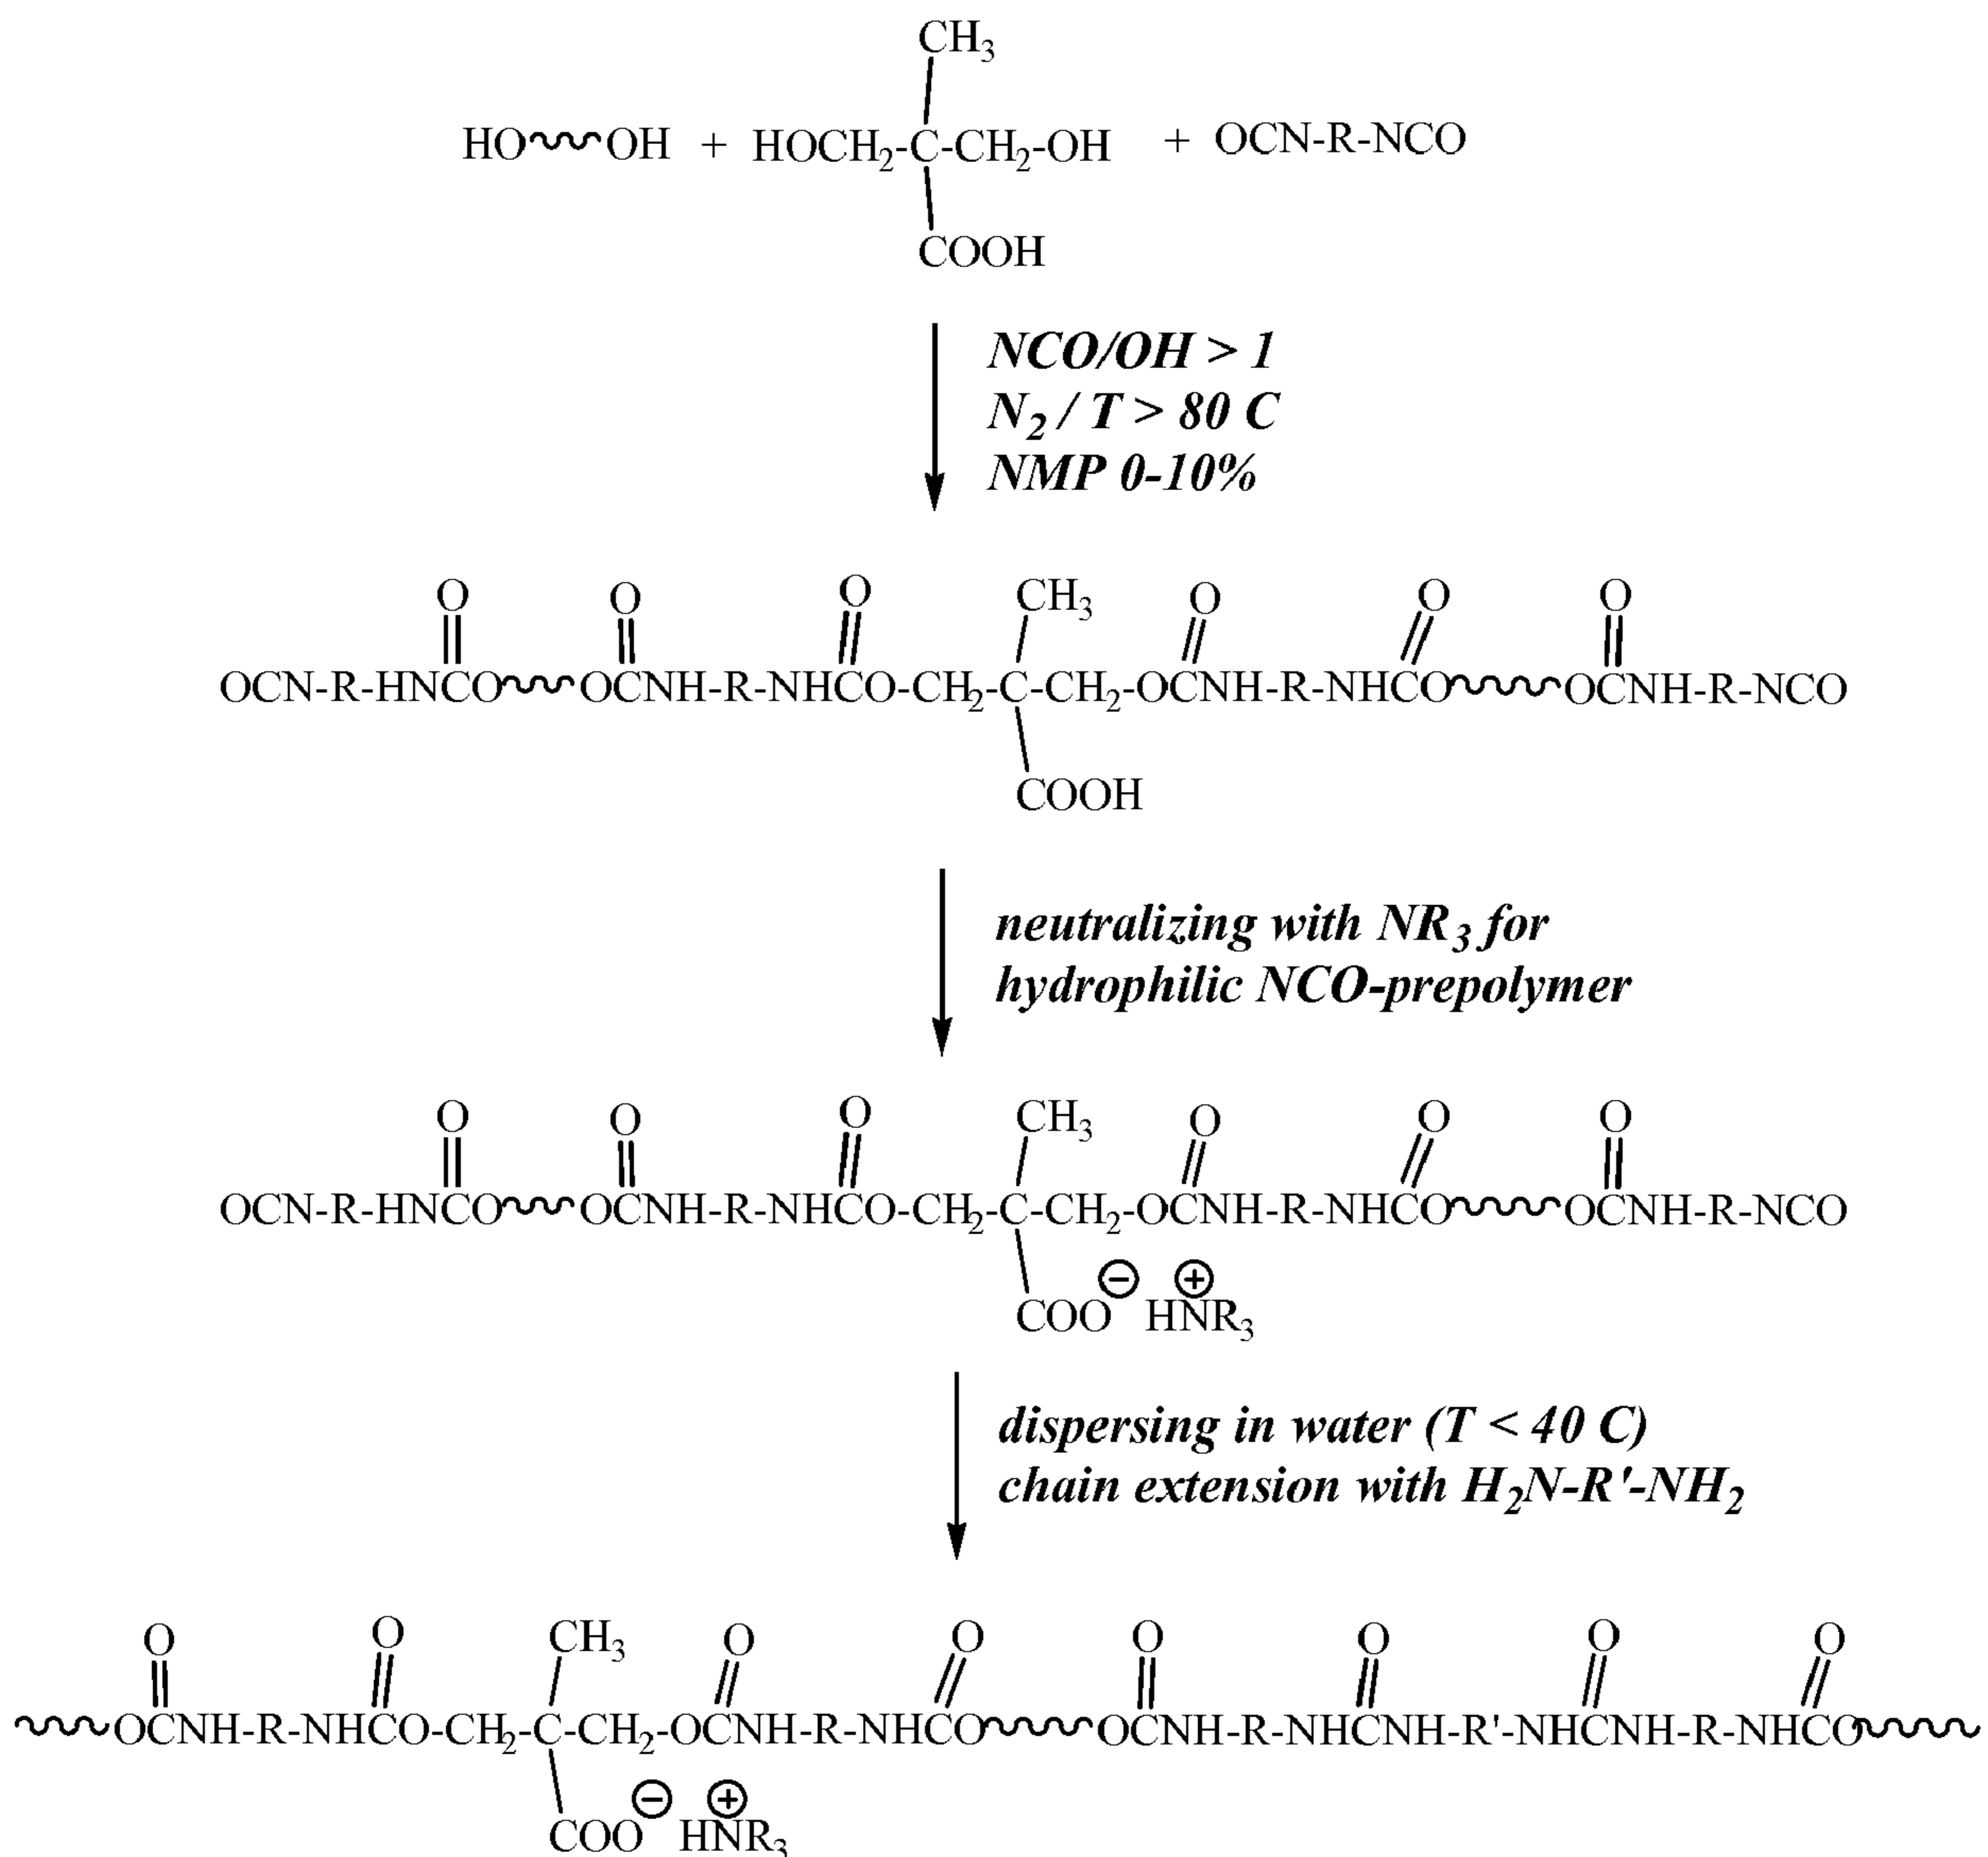 CH3
HO OH + HOCH2-C-CH2-OH + OCN-R-NCO
COOH
NCO/OH > 1
N2 / T > 80 C
NMP 0-10%
O O O CH3 O O O
OCN-R-HNCO OCNH-R-NHCO-CH2-C-CH2-OCNH-R-NHCO OCNH-R-NCO
COOH
neutralizing with NR3 for
hydrophilic NCO-prepolymer
O O O CH3 O O O
OCN-R-HNCO OCNH-R-NHCO-CH2-C-CH2-OCNH-R-NHCO OCNH-R-NCO
− +
COO HNR3
dispersing in water (T < 40 C)
chain extension with H2N-R'-NH2
O O CH3 O O O O O O
OCNH-R-NHCO-CH2-C-CH2-OCNH-R-NHCO OCNH-R-NHCNH-R'-NHCNH-R-NHCO
− +
COO HNR3